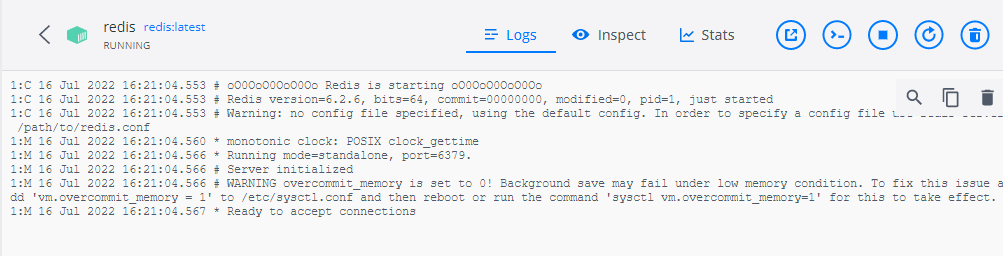 redis redis:latest
RUNNING
Logs Inspect Stats
1:C 16 Jul 2022 16:21:04.553 # oO0OoO0OoO0Oo Redis is starting oO0OoO0OoO0Oo
1:C 16 Jul 2022 16:21:04.553 # Redis version=6.2.6, bits=64, commit=00000000, modified=0, pid=1, just started
1:C 16 Jul 2022 16:21:04.553 # Warning: no config file specified, using the default config. In order to specify a config file
/path/to/redis.conf
1:M 16 Jul 2022 16:21:04.560 * monotonic clock: POSIX clock_gettime
1:M 16 Jul 2022 16:21:04.566 * Running mode=standalone, port=6379.
1:M 16 Jul 2022 16:21:04.566 # Server initialized
1:M 16 Jul 2022 16:21:04.566 # WARNING overcommit_memory is set to 0! Background save may fail under low memory condition. To fix this issue a
dd 'vm.overcommit_memory = 1' to /etc/sysctl.conf and then reboot or run the command 'sysctl vm.overcommit_memory=1' for this to take effect.
1:M 16 Jul 2022 16:21:04.567 * Ready to accept connections